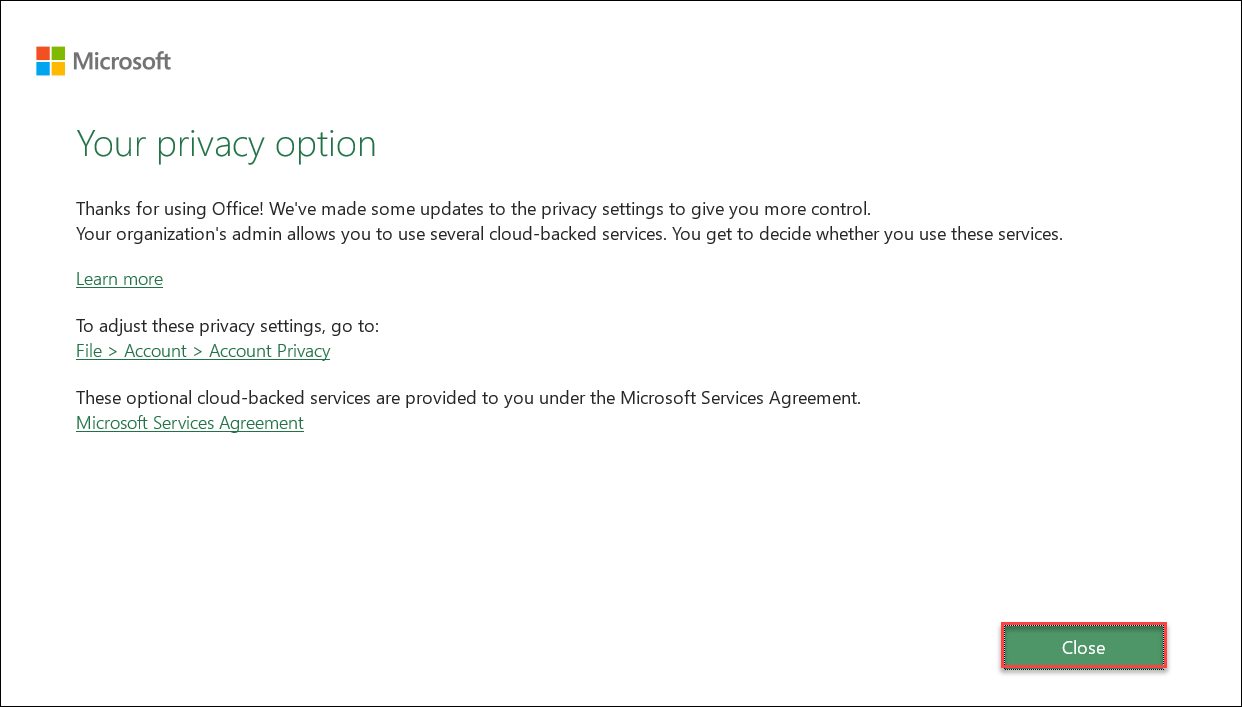 Microsoft
Your privacy option
Thanks for using Office! We've made some updates to the privacy settings to give you more control.
Your organization's admin allows you to use several cloud-backed services. You get to decide whether you use these services.
Learn more
To adjust these privacy settings, go to:
File > Account > Account Privacy
These optional cloud-backed services are provided to you under the Microsoft Services Agreement.
Microsoft Services Agreement
Close